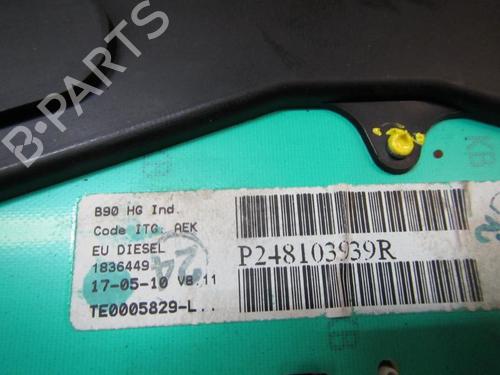 B-PARTS
B90 HG Ind.
Code ITG: AEK
EU DIESEL
1836449
17-05-10 V8.11
TE0005829-L..
P248103939R
24